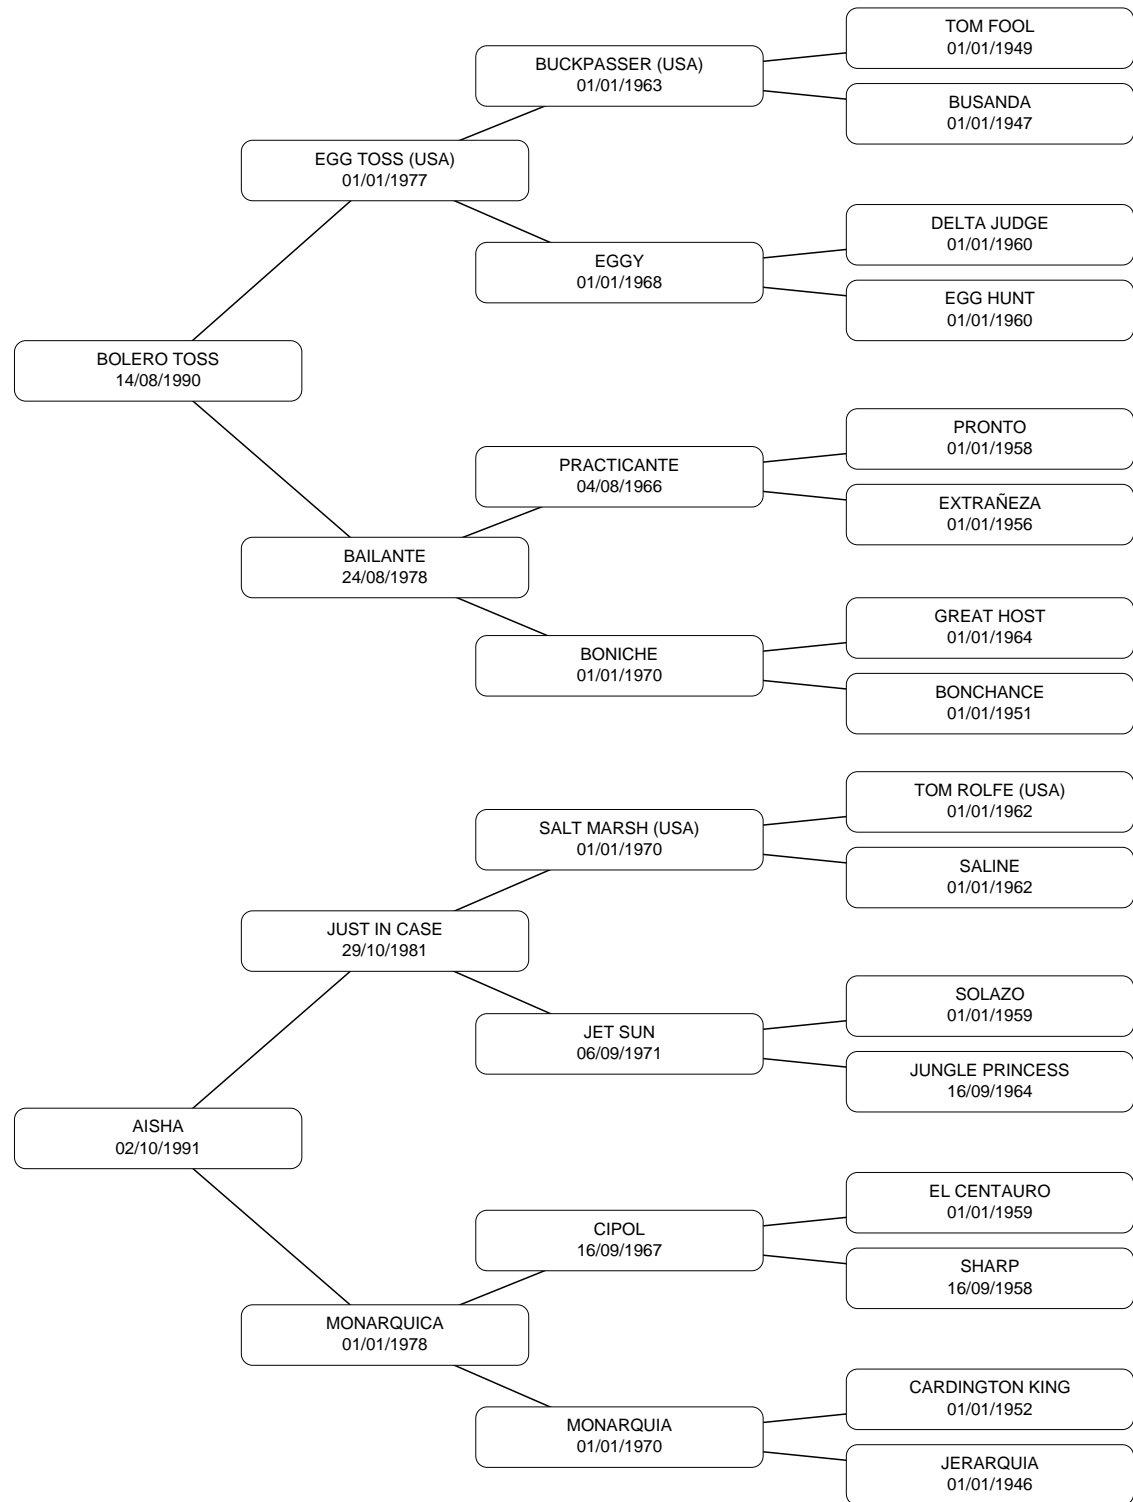 TOM FOOL
01/01/1949
BUCKPASSER (USA)
01/01/1963
BUSANDA
01/01/1947
EGG TOSS (USA)
01/01/1977
DELTA JUDGE
01/01/1960
EGGY
01/01/1968
EGG HUNT
01/01/1960
BOLERO TOSS
14/08/1990
PRONTO
01/01/1958
PRACTICANTE
04/08/1966
EXTRAÑEZA
01/01/1956
BAILANTE
24/08/1978
GREAT HOST
01/01/1964
BONICHE
01/01/1970
BONCHANCE
01/01/1951
TOM ROLFE (USA)
01/01/1962
SALT MARSH (USA)
01/01/1970
SALINE
01/01/1962
JUST IN CASE
29/10/1981
SOLAZO
01/01/1959
JET SUN
06/09/1971
JUNGLE PRINCESS
16/09/1964
AISHA
02/10/1991
EL CENTAURO
01/01/1959
CIPOL
16/09/1967
SHARP
16/09/1958
MONARQUICA
01/01/1978
CARDINGTON KING
01/01/1952
MONARQUIA
01/01/1970
JERARQUIA
01/01/1946